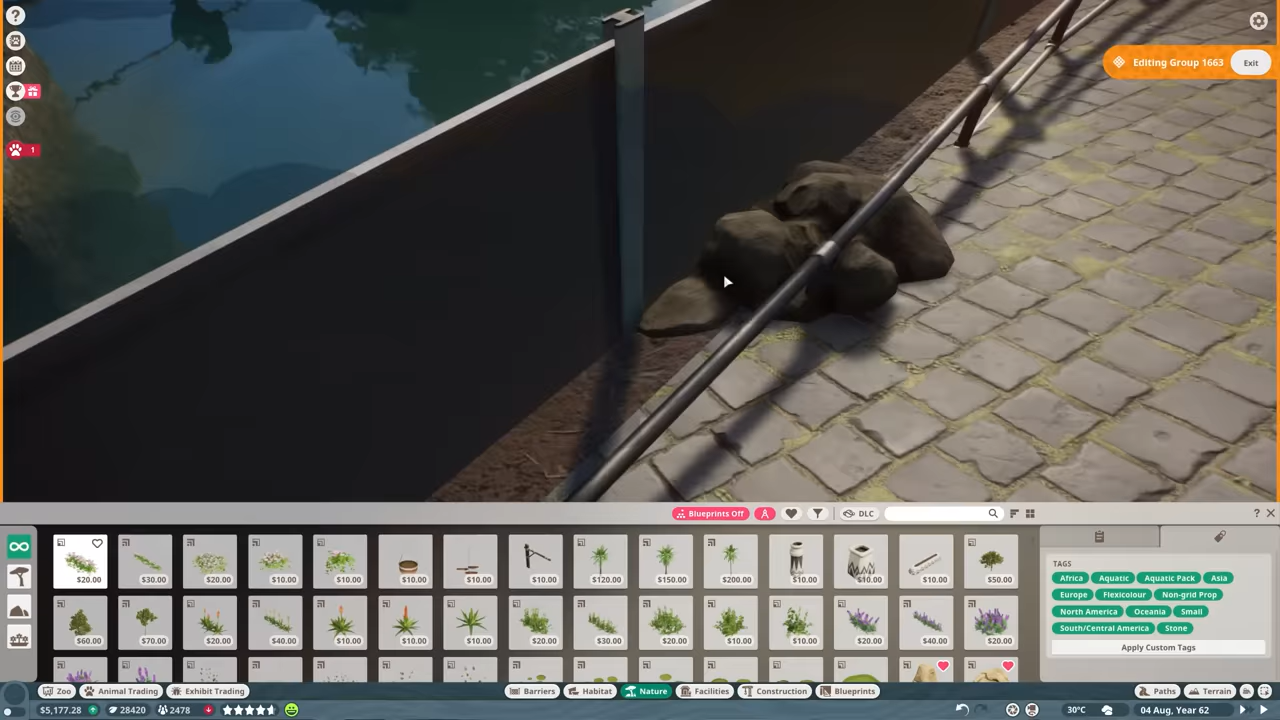 ?
Editing Group 1663 Exit
1
Blueprints Off DLC
? X
$20.00 $30.00 $20.00 $10.00 $10.00 $10.00 $10.00 $10.00 $120.00 $150.00 $200.00 $10.00 $10.00 $10.00 $50.00
$60.00 $70.00 $20.00 $40.00 $10.00 $10.00 $10.00 $20.00 $30.00 $20.00 $10.00 $10.00 $20.00 $40.00 $20.00
TAGS
Africa Aquatic Aquatic Pack Asia
Europe Flexicolour Non-grid Prop
North America Oceania Small
South/Central America Stone
Apply Custom Tags
Zoo Animal Trading Exhibit Trading Barriers Habitat Nature Facilities Construction Blueprints Paths Terrain
$5,177.28 28420 2478 30°C 04 Aug, Year 62